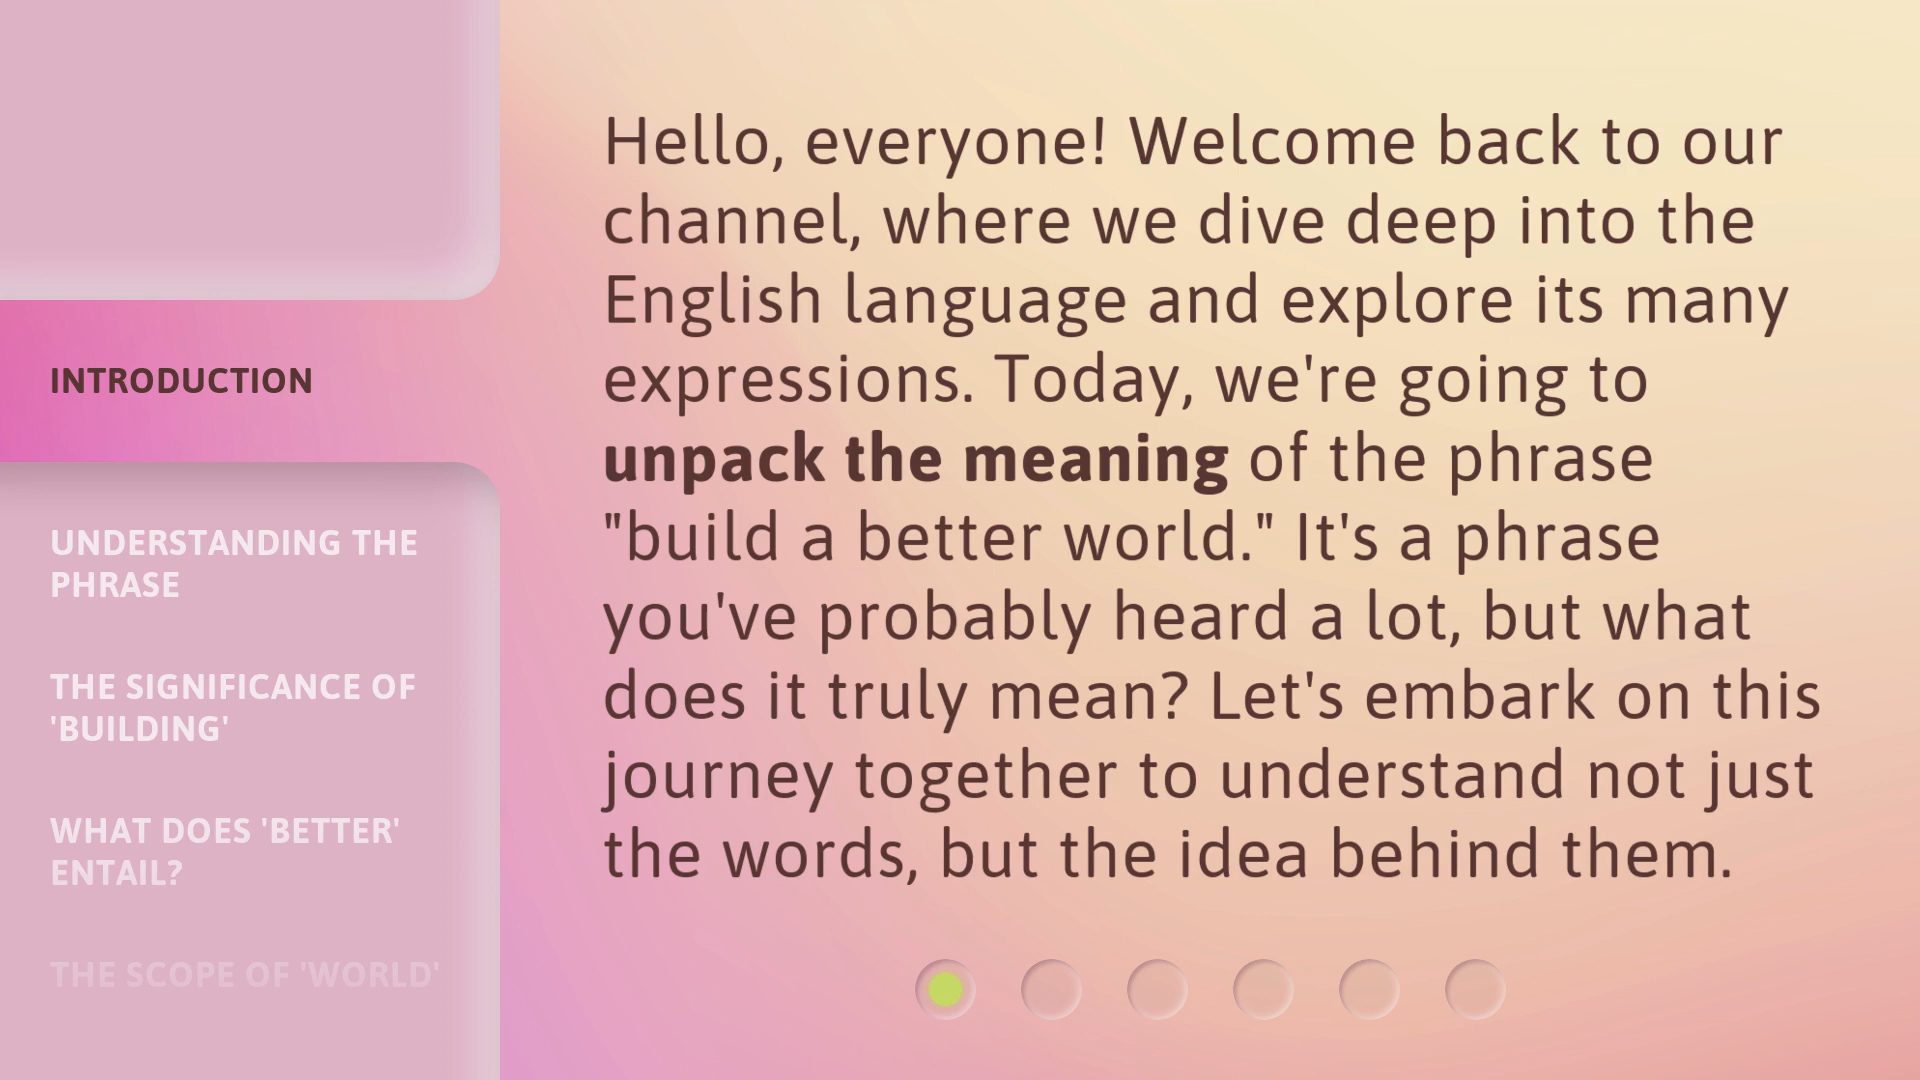 INTRODUCTION
UNDERSTANDING THE
PHRASE
THE SIGNIFICANCE OF
'BUILDING'
WHAT DOES 'BETTER'
ENTAIL?
THE SCOPE OF 'WORLD'
Hello, everyone! Welcome back to our
channel, where we dive deep into the
English language and explore its many
expressions. Today, we're going to
unpack the meaning of the phrase
"build a better world." It's a phrase
you've probably heard a lot, but what
does it truly mean? Let's embark on this
journey together to understand not just
the words, but the idea behind them.